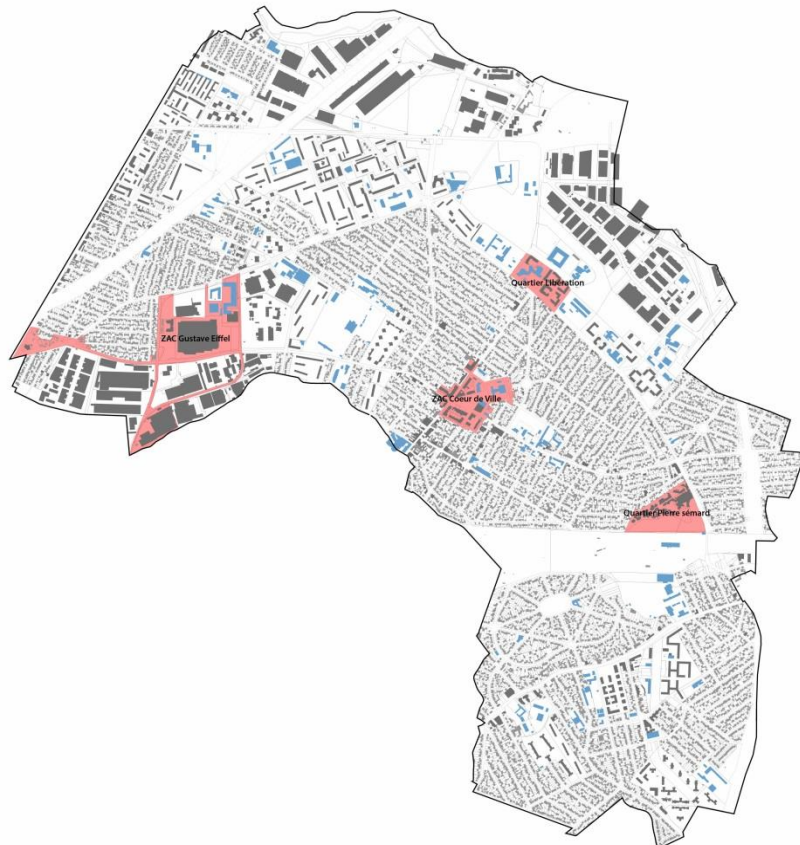 Quartier Libération
ZAC Gustave Eiffel
ZAC Coeur de Ville
Quartier Pierre sémard